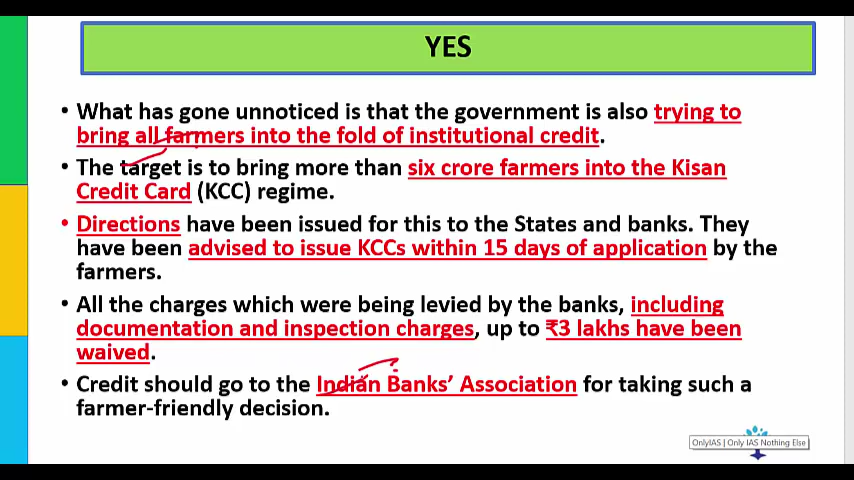 YES
• What has gone unnoticed is that the government is also trying to
bring all farmers into the fold of institutional credit.
• The target is to bring more than six crore farmers into the Kisan
Credit Card (KCC) regime.
• Directions have been issued for this to the States and banks. They
have been advised to issue KCCs within 15 days of application by the
farmers.
• All the charges which were being levied by the banks, including
documentation and inspection charges, up to ₹3 lakhs have been
waived.
• Credit should go to the Indian Banks’ Association for taking such a
farmer-friendly decision.
OnlyIAS | Only IAS Nothing Else